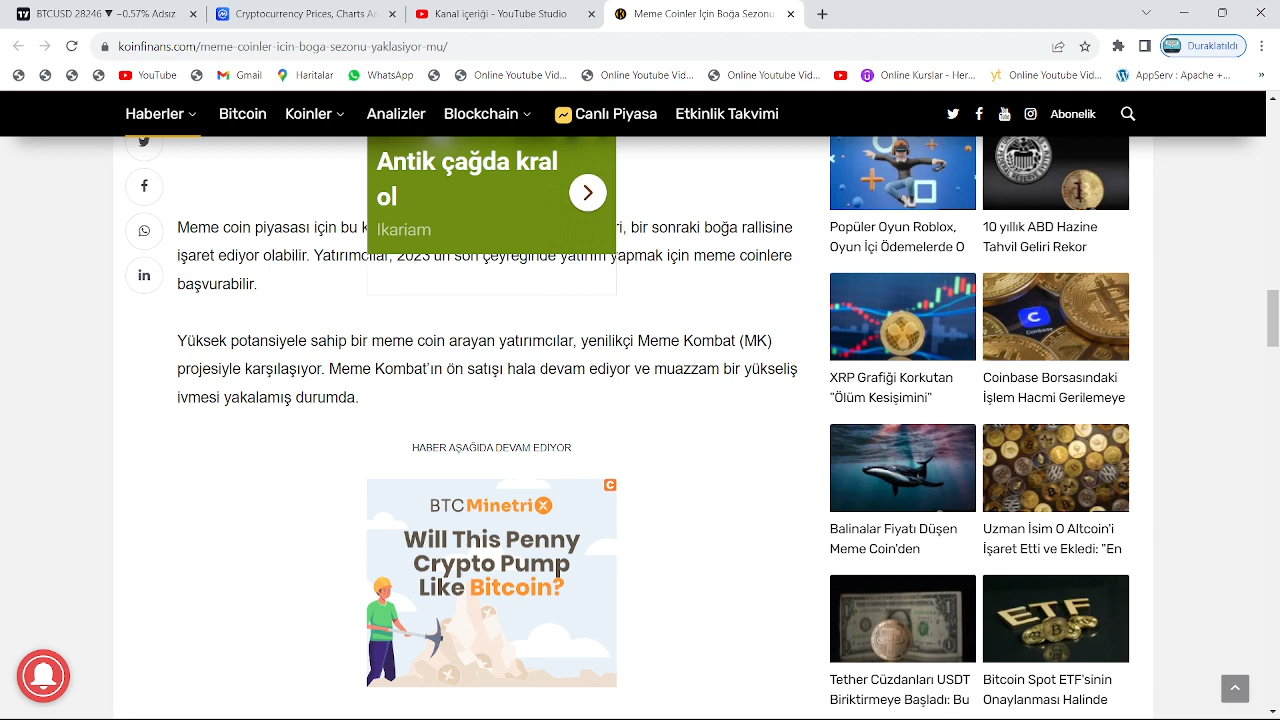 BTCUSD 28246 ▼ −0.57% Adsız
Cryptocurrency Prices, Charts A
Kanal içeriği - YouTube Studio
Meme Coinler İçin Boğa Sezonu
koinfinans.com/meme-coinler-icin-boga-sezonu-yaklasiyor-mu/
Duraklatıldı
YouTube
Gmail
Haritalar
WhatsApp
Online Youtube Vid...
Online Youtube Vid...
Online Youtube Vid...
Online Kurslar - Her...
Online Youtube Vid...
AppServ : Apache +...
»
Haberler
Bitcoin
Koinler
Analizler
Blockchain
Canlı Piyasa
Etkinlik Takvimi
Abonelik
Antik çağda kral
ol
Ikariam
Meme coin piyasası için bu bir sonraki boğa rallisine
işaret ediyor olabilir. Yatırımcılar, 2023'ün son çeyreğinde yatırım yapmak için meme coinlere
başvurabilir.
Yüksek potansiyele sahip bir meme coin arayan yatırımcılar, yenilikçi Meme Kombat (MK)
projesiyle karşılaşıyor. Meme Kombat'ın ön satışı hala devam ediyor ve muazzam bir yükseliş
ivmesi yakalamış durumda.
HABER AŞAĞIDA DEVAM EDİYOR
BTC Minetrix
Will This Penny
Crypto Pump
Like Bitcoin?
Popüler Oyun Roblox,
Oyun İçi Ödemelerde O
10 yıllık ABD Hazine
Tahvil Geliri Rekor
Coinbase
XRP Grafiği Korkutan
"Ölüm Kesişimini"
Coinbase Borsasındaki
İşlem Hacmi Gerilemeye
Balinalar Fiyatı Düşen
Meme Coin'den
Uzman İsim O Altcoin'i
İşaret Etti ve Ekledi: "En
ETF
Tether Cüzdanları USDT
Biriktirmeye Başladı: Bu
Bitcoin Spot ETF'sinin
Onaylanması Halinde